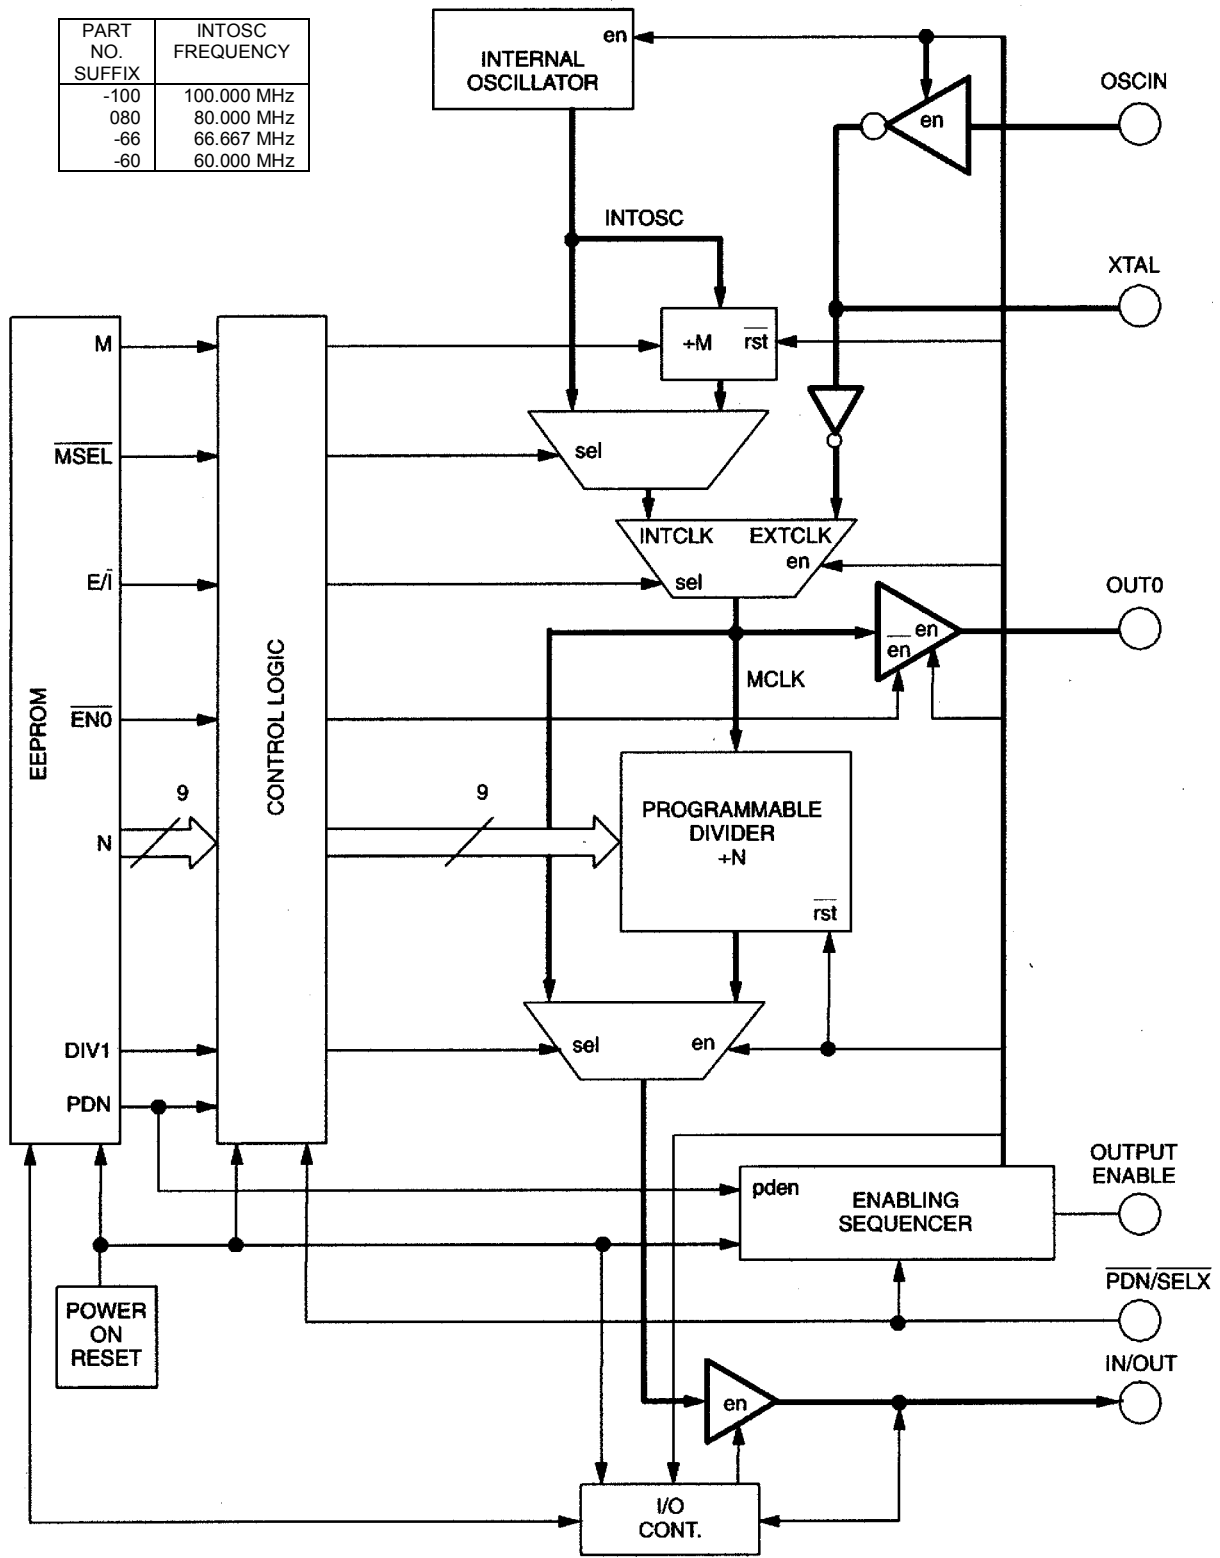 PART NO. SUFFIX | INTOSC FREQUENCY
-100 | 100.000 MHz
080 | 80.000 MHz
-66 | 66.667 MHz
-60 | 60.000 MHz
en
INTERNAL
OSCILLATOR
en
OSCIN
INTOSC
XTAL
M
÷M
rst
MSEL
sel
INTCLK
EXTCLK
en
E/I
sel
OUT0
en
en
MCLK
EEPROM
CONTROL LOGIC
EN0
9
9
N
PROGRAMMABLE
DIVIDER
÷N
rst
DIV1
sel
en
PDN
OUTPUT
ENABLE
pden
ENABLING
SEQUENCER
PDN/SELX
POWER
ON
RESET
IN/OUT
en
I/O
CONT.